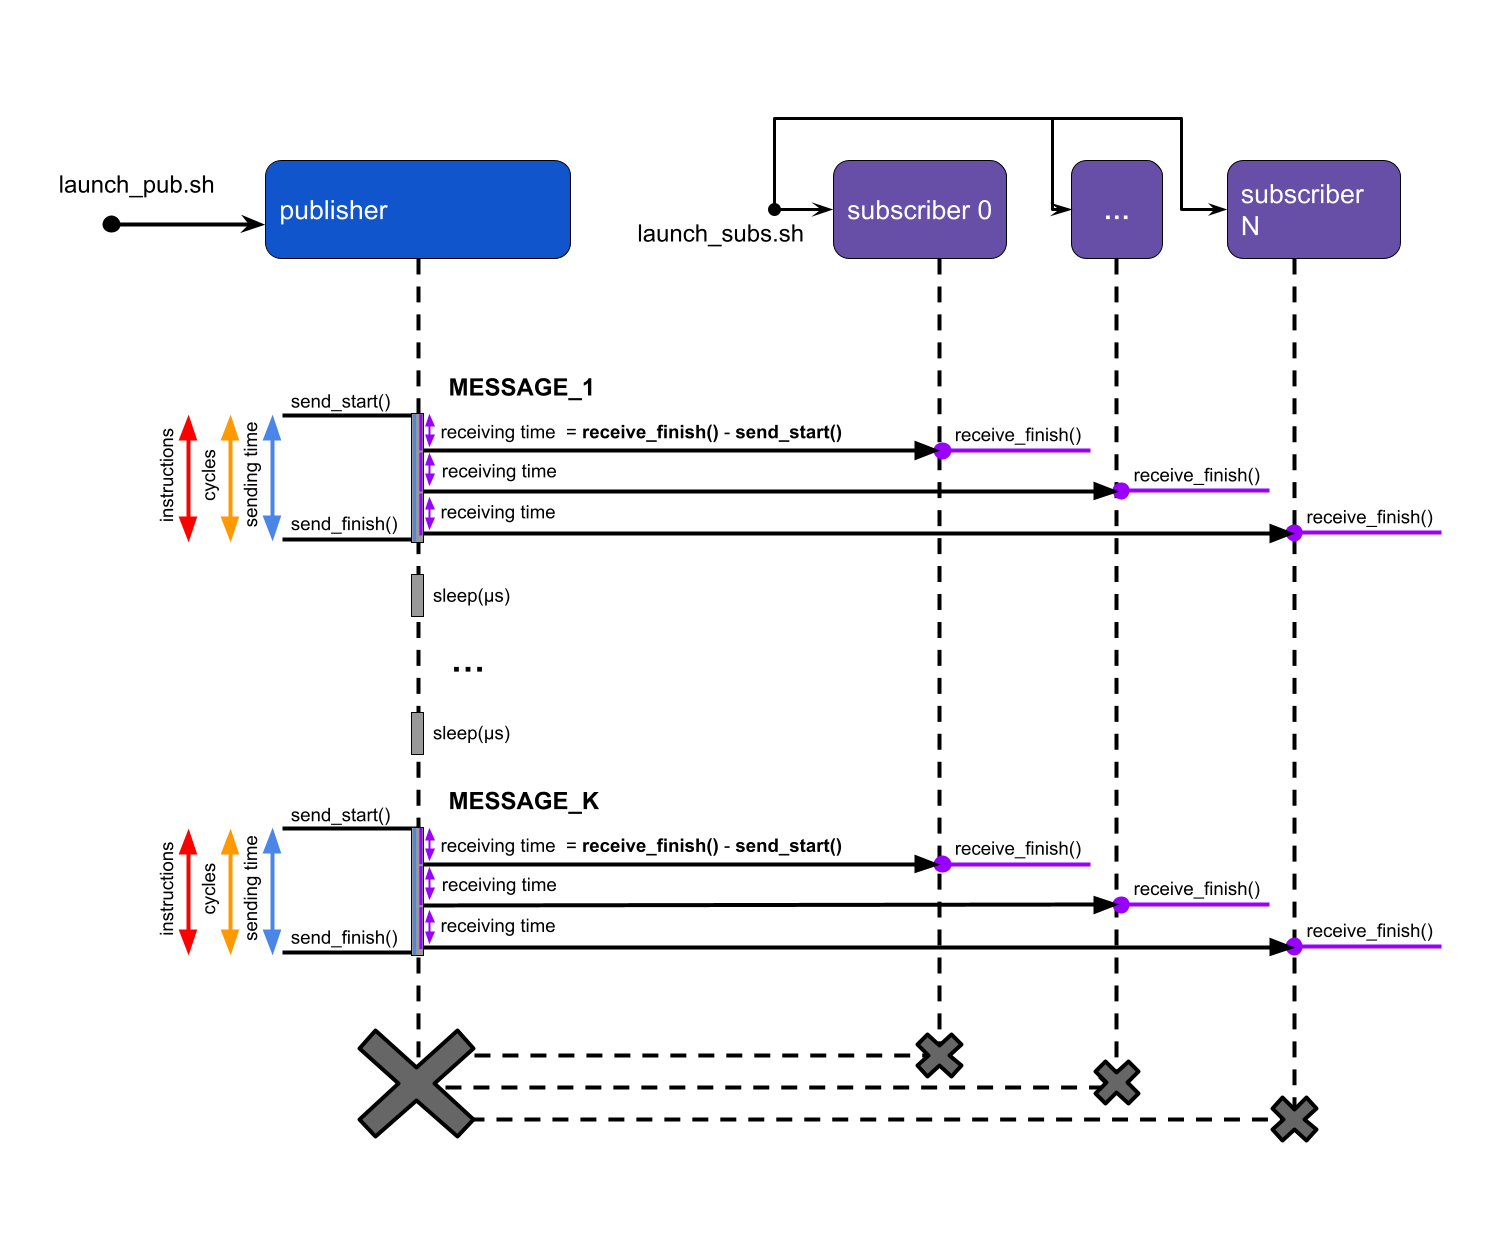 launch_pub.sh
publisher
launch_subs.sh
subscriber 0
...
subscriber
N
MESSAGE_1
send_start()
instructions
cycles
sending time
receiving time = receive_finish() - send_start()
receive_finish()
receiving time
receive_finish()
receiving time
receive_finish()
send_finish()
sleep(µs)
...
sleep(µs)
MESSAGE_K
send_start()
instructions
cycles
sending time
receiving time = receive_finish() - send_start()
receive_finish()
receiving time
receive_finish()
receiving time
receive_finish()
send_finish()